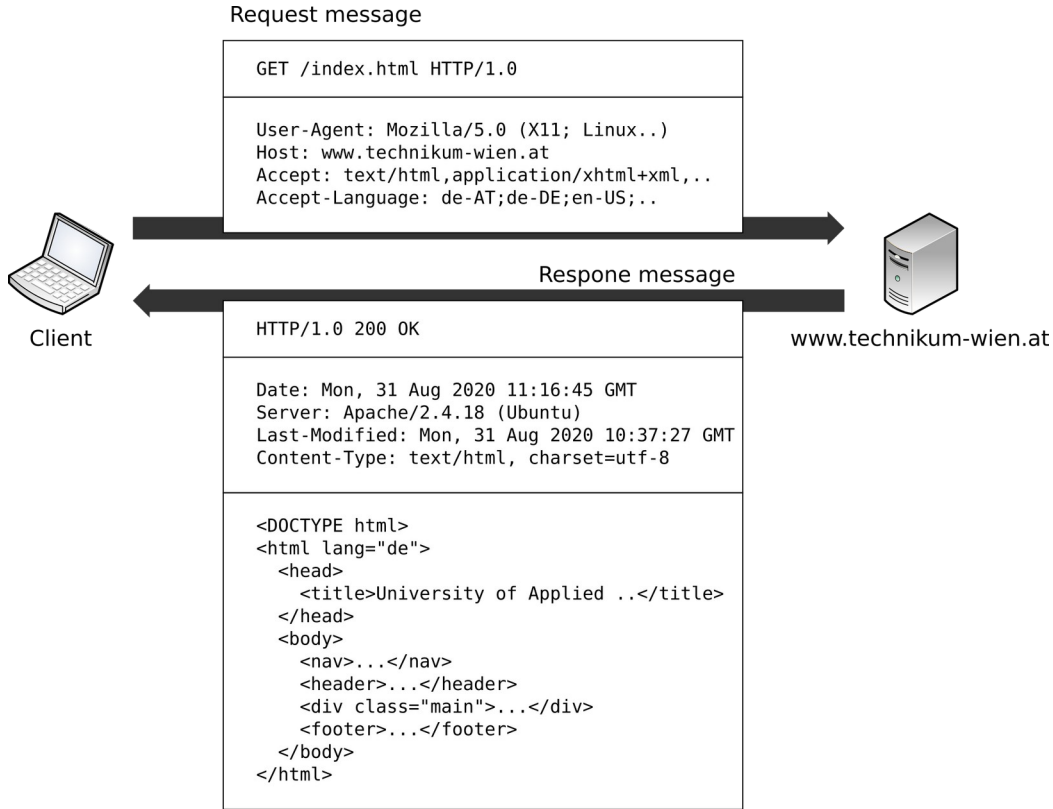 Request message
GET /index.html HTTP/1.0
User-Agent: Mozilla/5.0 (X11; Linux..)
Host: www.technikum-wien.at
Accept: text/html,application/xhtml+xml,..
Accept-Language: de-AT;de-DE;en-US;..
Respone message
Client
www.technikum-wien.at
HTTP/1.0 200 OK
Date: Mon, 31 Aug 2020 11:16:45 GMT
Server: Apache/2.4.18 (Ubuntu)
Last-Modified: Mon, 31 Aug 2020 10:37:27 GMT
Content-Type: text/html, charset=utf-8
<DOCTYPE html>
<html lang="de">
  <head>
    <title>University of Applied ..</title>
  </head>
  <body>
    <nav>...</nav>
    <header>...</header>
    <div class="main">...</div>
    <footer>...</footer>
  </body>
</html>